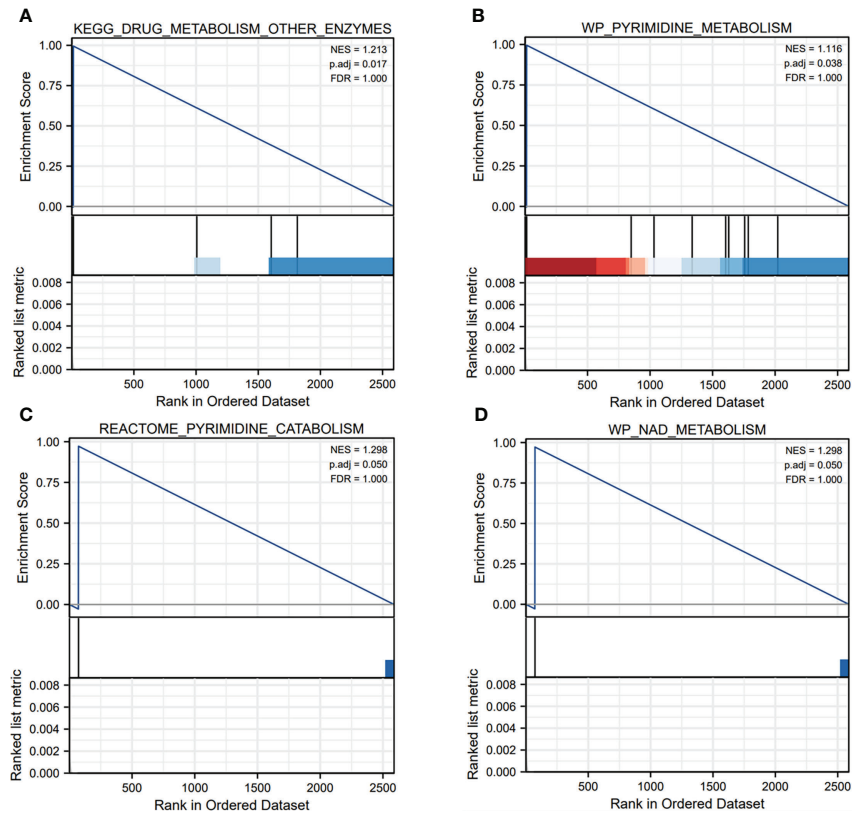 A
KEGG_DRUG_METABOLISM_OTHER_ENZYMES
NES = 1.213
p.adj = 0.017
FDR = 1.000
1.00
0.75
0.50
0.25
0.00
Enrichment Score
0.008
0.006
0.004
0.002
0.000
Ranked list metric
500 1000 1500 2000 2500
Rank in Ordered Dataset
B
WP_PYRIMIDINE_METABOLISM
NES = 1.116
p.adj = 0.038
FDR = 1.000
1.00
0.75
0.50
0.25
0.00
Enrichment Score
0.008
0.006
0.004
0.002
0.000
Ranked list metric
500 1000 1500 2000 2500
Rank in Ordered Dataset
C
REACTOME_PYRIMIDINE_CATABOLISM
NES = 1.298
p.adj = 0.050
FDR = 1.000
1.00
0.75
0.50
0.25
0.00
Enrichment Score
0.008
0.006
0.004
0.002
0.000
Ranked list metric
500 1000 1500 2000 2500
Rank in Ordered Dataset
D
WP_NAD_METABOLISM
NES = 1.298
p.adj = 0.050
FDR = 1.000
1.00
0.75
0.50
0.25
0.00
Enrichment Score
0.008
0.006
0.004
0.002
0.000
Ranked list metric
500 1000 1500 2000 2500
Rank in Ordered Dataset